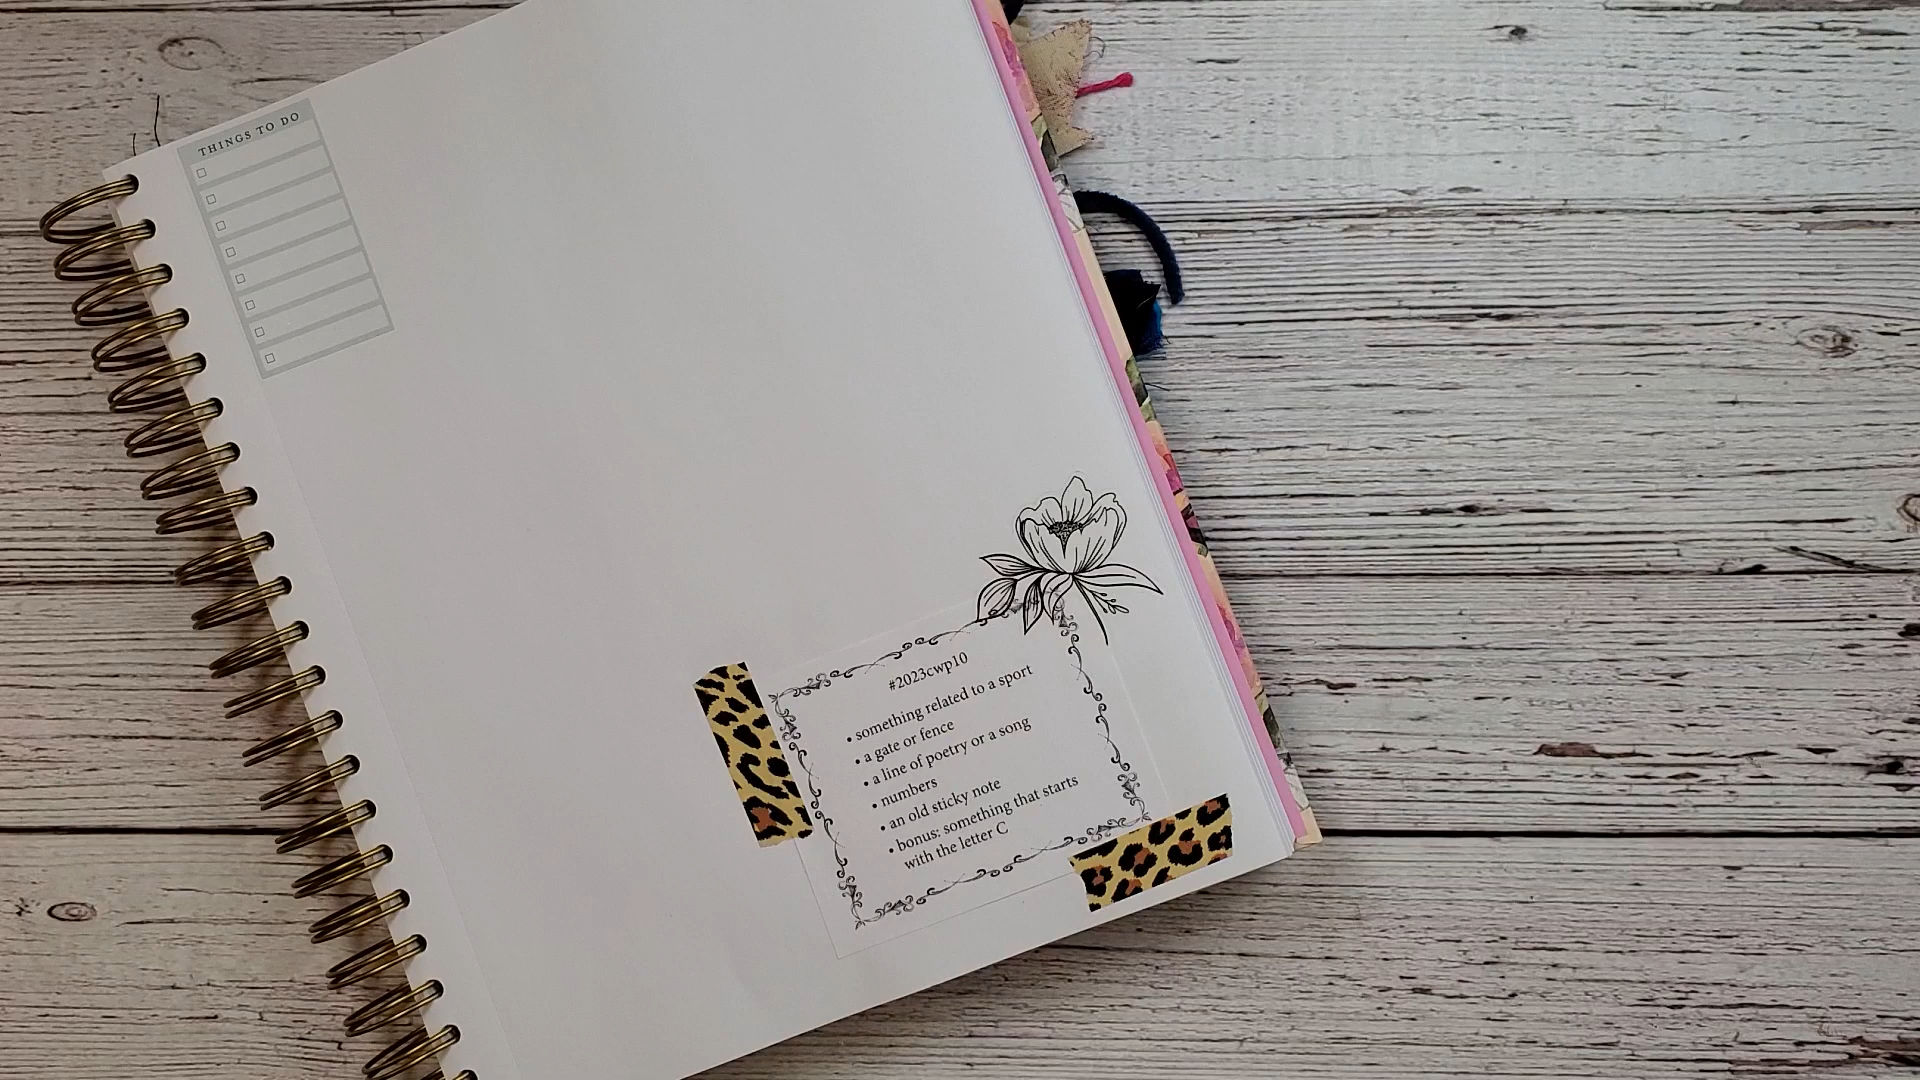 THINGS TO DO
#2023cwp10
• something related to a sport
• a gate or fence
• a line of poetry or a song
• numbers
• an old sticky note
• bonus: something that starts
with the letter C